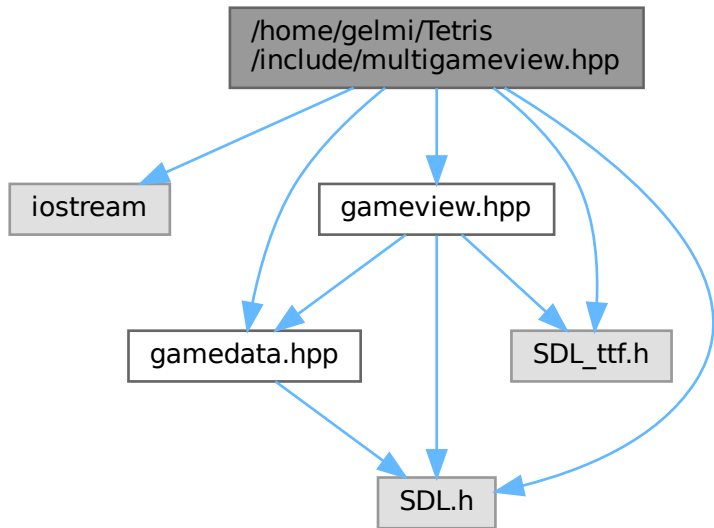 /home/gelmi/Tetris
/include/multigameview.hpp
iostream
gameview.hpp
gamedata.hpp
SDL_ttf.h
SDL.h